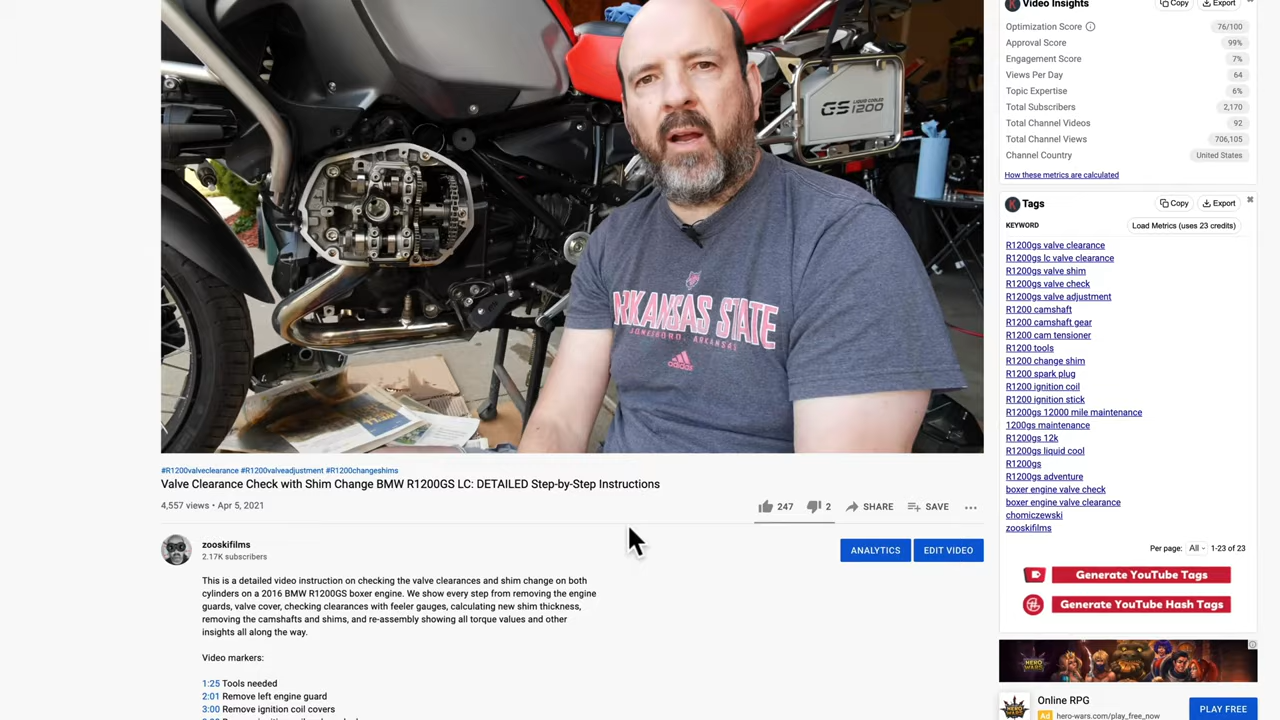 GS 1200
ARKANSAS STATE
JONESBORO, ARKANSAS
adidas
#R1200valveclearance #R1200valveadjustment #R1200changeshims
Valve Clearance Check with Shim Change BMW R1200GS LC: DETAILED Step-by-Step Instructions
4,557 views • Apr 5, 2021
247
2
SHARE
SAVE
zooskifilms
2.17K subscribers
ANALYTICS
EDIT VIDEO
This is a detailed video instruction on checking the valve clearances and shim change on both
cylinders on a 2016 BMW R1200GS boxer engine. We show every step from removing the engine
guards, valve cover, checking clearances with feeler gauges, calculating new shim thickness,
removing the camshafts and shims, and re-assembly showing all torque values and other
insights all along the way.
Video markers:
1:25 Tools needed
2:01 Remove left engine guard
3:00 Remove ignition coil covers
Video Insights
Copy
Export
Optimization Score 76/100
Approval Score 99%
Engagement Score 7%
Views Per Day 64
Topic Expertise 6%
Total Subscribers 2,170
Total Channel Videos 92
Total Channel Views 706,105
Channel Country United States
How these metrics are calculated
Tags
Copy
Export
KEYWORD
Load Metrics (uses 23 credits)
R1200gs valve clearance
R1200gs lc valve clearance
R1200gs valve shim
R1200gs valve check
R1200gs valve adjustment
R1200 camshaft
R1200 camshaft gear
R1200 cam tensioner
R1200 tools
R1200 change shim
R1200 spark plug
R1200 ignition coil
R1200 ignition stick
R1200gs 12000 mile maintenance
1200gs maintenance
R1200gs 12k
R1200gs liquid cool
R1200gs
R1200gs adventure
boxer engine valve check
boxer engine valve clearance
chomiczewski
zooskifilms
Per page: All 1-23 of 23
Generate YouTube Tags
Generate YouTube Hash Tags
HERO WARS
Online RPG
Ad hero-wars.com/play_free_now
PLAY FREE